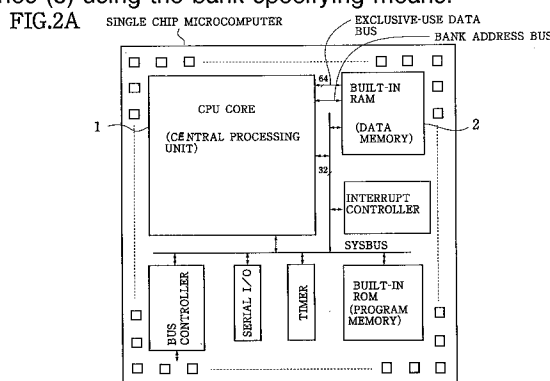 (3) using the bank specifying means.
FIG.2A
SINGLE CHIP MICROCOMPUTER
EXCLUSIVE-USE DATA
BUS
BANK ADDRESS BUS
64
CPU CORE
(CENTRAL PROCESSING
UNIT)
1
BUILT-IN
RAM
(DATA
MEMORY)
2
32
INTERRUPT
CONTROLLER
SYSBUS
BUS
CONTROLLER
SERIAL I/O
TIMER
BUILT-IN
ROM
(PROGRAM
MEMORY)